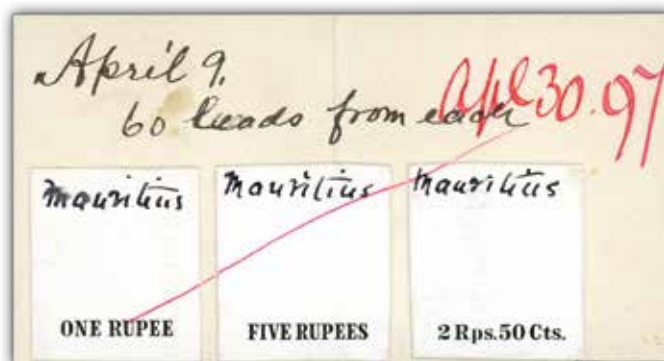 April 9.
Apl 30.97
60 leads from each
Mauritius Mauritius Mauritius
ONE RUPEE FIVE RUPEES 2 Rps.50 Cts.